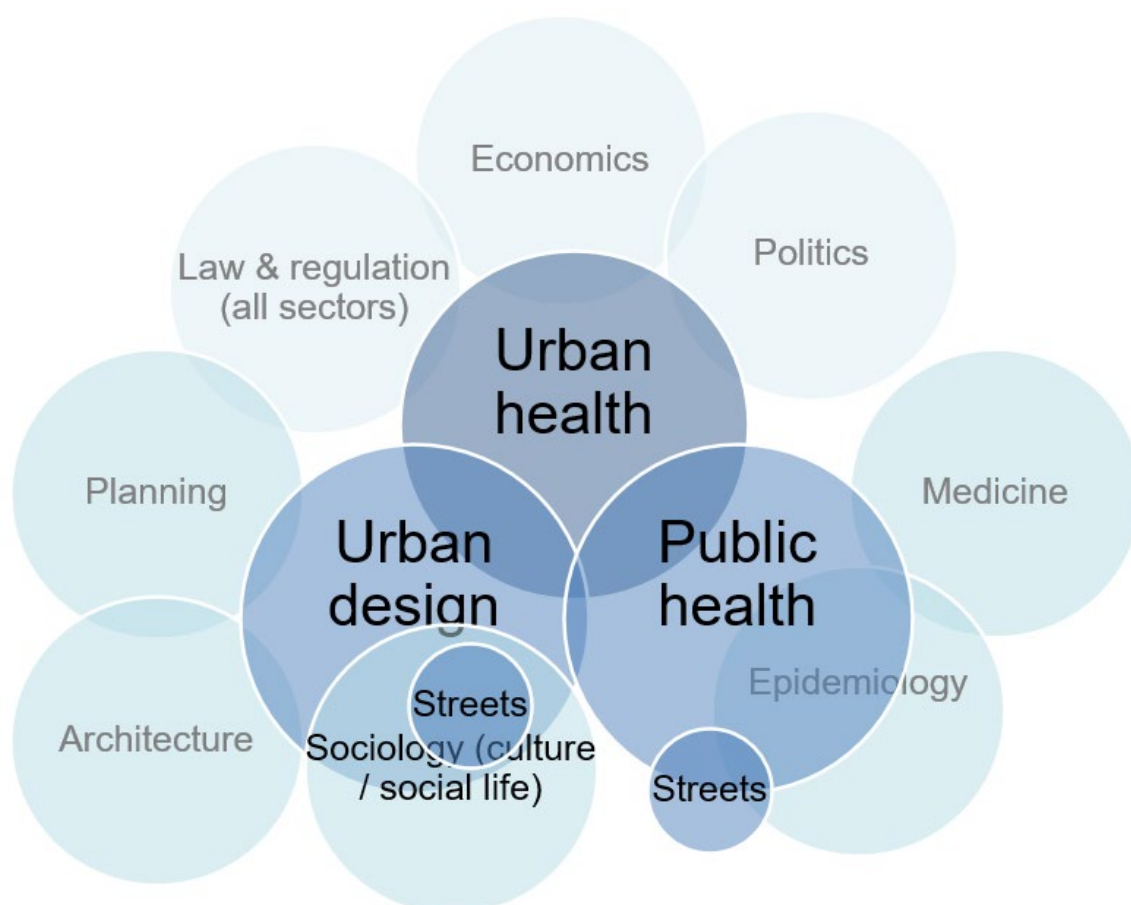 Economics
Politics
Law & regulation
(all sectors)
Urban
health
Planning
Medicine
Urban
design
Public
health
Epidemiology
Streets
Architecture
Sociology (culture
/ social life)
Streets